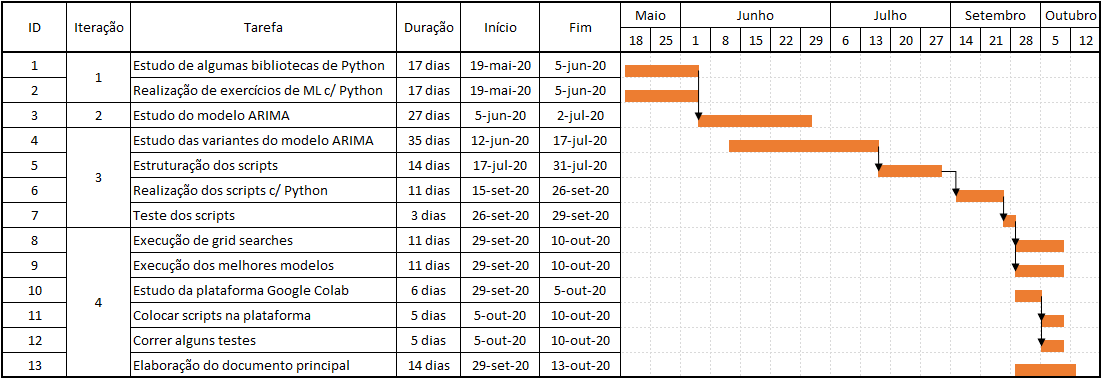 ID Iteração Tarefa Duração Início Fim Maio Junho Julho Setembro Outubro
18 25 1 8 15 22 29 6 13 20 27 14 21 28 5 12
1 1 Estudo de algumas bibliotecas de Python 17 dias 19-mai-20 5-jun-20
2 Realização de exercícios de ML c/ Python 17 dias 19-mai-20 5-jun-20
3 2 Estudo do modelo ARIMA 27 dias 5-jun-20 2-jul-20
4 3 Estudo das variantes do modelo ARIMA 35 dias 12-jun-20 17-jul-20
5 Estruturação dos scripts 14 dias 17-jul-20 31-jul-20
6 Realização dos scripts c/ Python 11 dias 15-set-20 26-set-20
7 Teste dos scripts 3 dias 26-set-20 29-set-20
8 4 Execução de grid searches 11 dias 29-set-20 10-out-20
9 Execução dos melhores modelos 11 dias 29-set-20 10-out-20
10 Estudo da plataforma Google Colab 6 dias 29-set-20 5-out-20
11 Colocar scripts na plataforma 5 dias 5-out-20 10-out-20
12 Correr alguns testes 5 dias 5-out-20 10-out-20
13 Elaboração do documento principal 14 dias 29-set-20 13-out-20